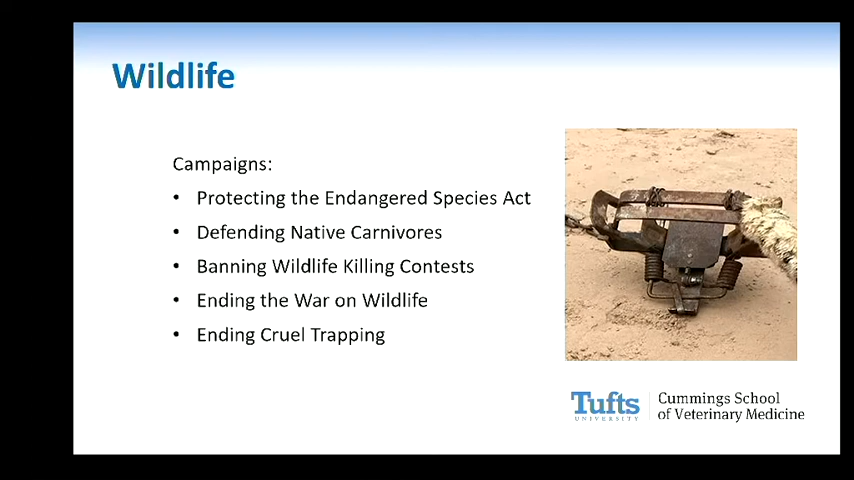 Wildlife
Campaigns:
• Protecting the Endangered Species Act
• Defending Native Carnivores
• Banning Wildlife Killing Contests
• Ending the War on Wildlife
• Ending Cruel Trapping
Tufts
UNIVERSITY
Cummings School
of Veterinary Medicine